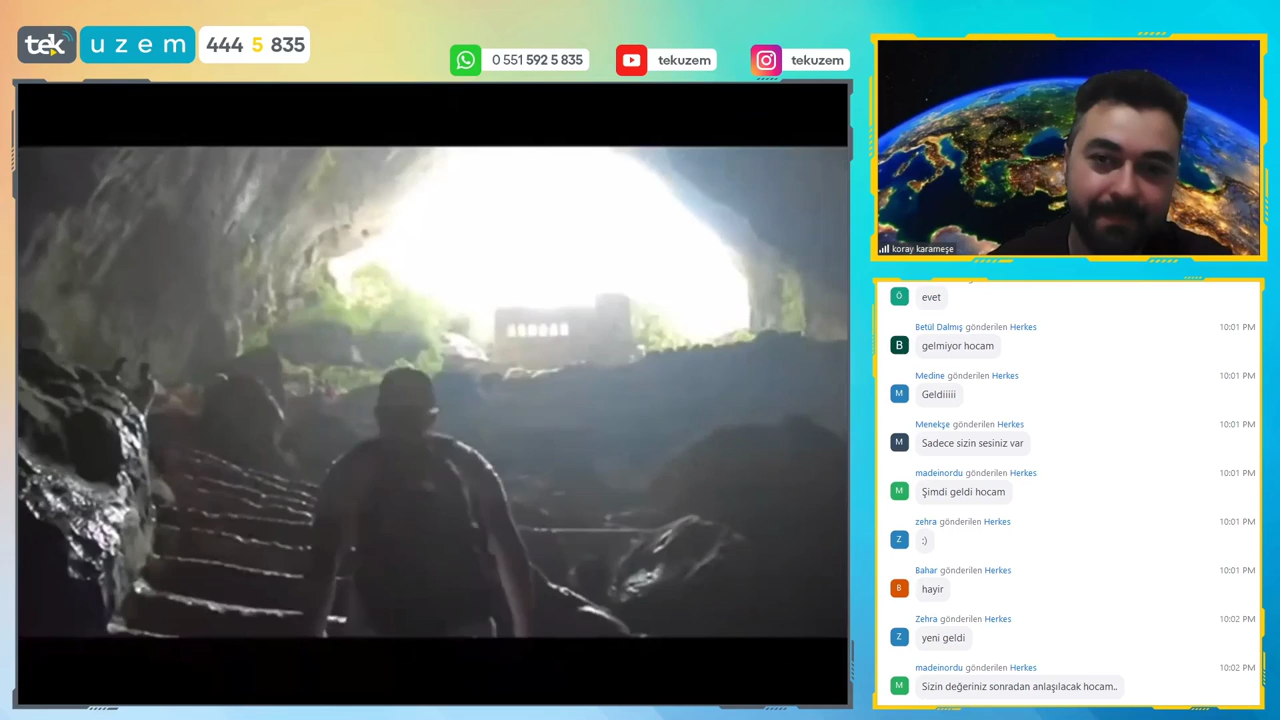 tek uzem 444 5 835
0 551 592 5 835
tekuzem
tekuzem
koray karameşe
Ö
evet
Betül Dalmış gönderilen Herkes 10:01 PM
B
gelmiyor hocam
Medine gönderilen Herkes 10:01 PM
M
Geldiiiii
Menekşe gönderilen Herkes 10:01 PM
M
Sadece sizin sesiniz var
madeinordu gönderilen Herkes 10:01 PM
M
Şimdi geldi hocam
zehra gönderilen Herkes 10:01 PM
Z
:)
Bahar gönderilen Herkes 10:01 PM
B
hayir
Zehra gönderilen Herkes 10:02 PM
Z
yeni geldi
madeinordu gönderilen Herkes 10:02 PM
M
Sizin değeriniz sonradan anlaşılacak hocam..